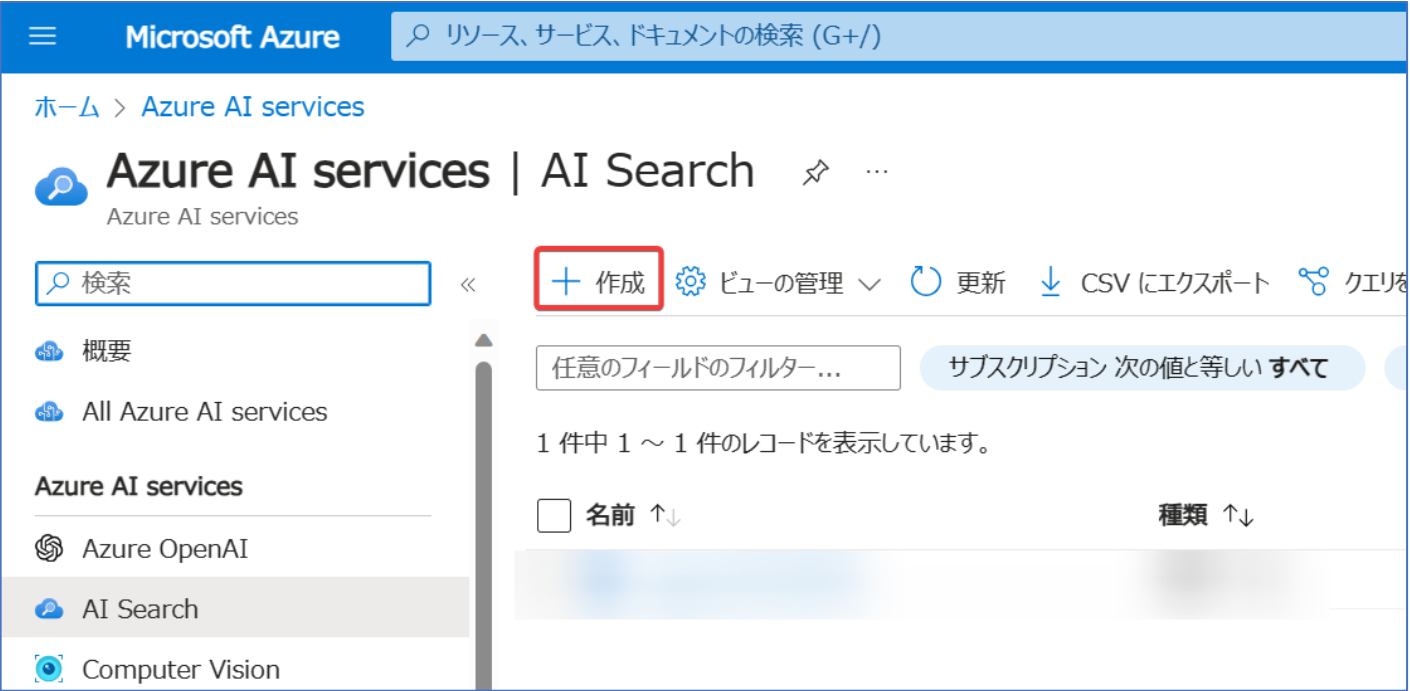 Microsoft Azure リソース、サービス、ドキュメントの検索 (G+/)
ホーム > Azure AI services
Azure AI services | AI Search ...
Azure AI services
検索
概要
All Azure AI services
Azure AI services
Azure OpenAI
AI Search
Computer Vision
作成 ビューの管理 更新 CSV にエクスポート クエリを
任意のフィールドのフィルター... サブスクリプション 次の値と等しい すべて
1 件中 1 ～ 1 件のレコードを表示しています。
名前 ↑↓ 種類 ↑↓